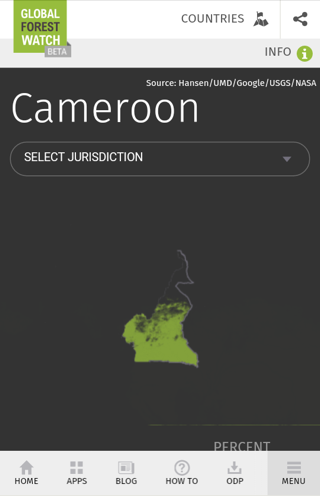 GLOBAL
FOREST
WATCH
BETA
COUNTRIES
INFO
Source: Hansen/UMD/Google/USGS/NASA
Cameroon
SELECT JURISDICTION
PERCENT
HOME
APPS
BLOG
HOW TO
ODP
MENU